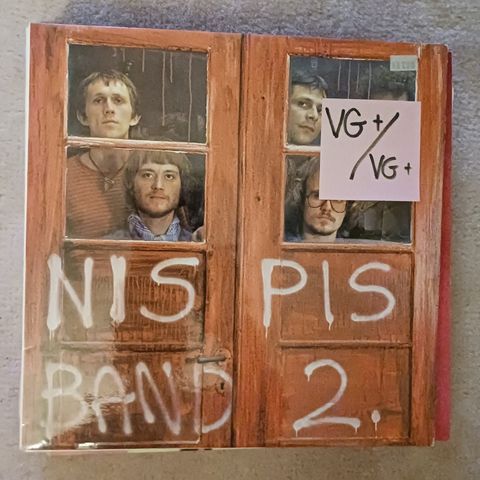 VG+/
VG+
NIS PIS
BAND 2.